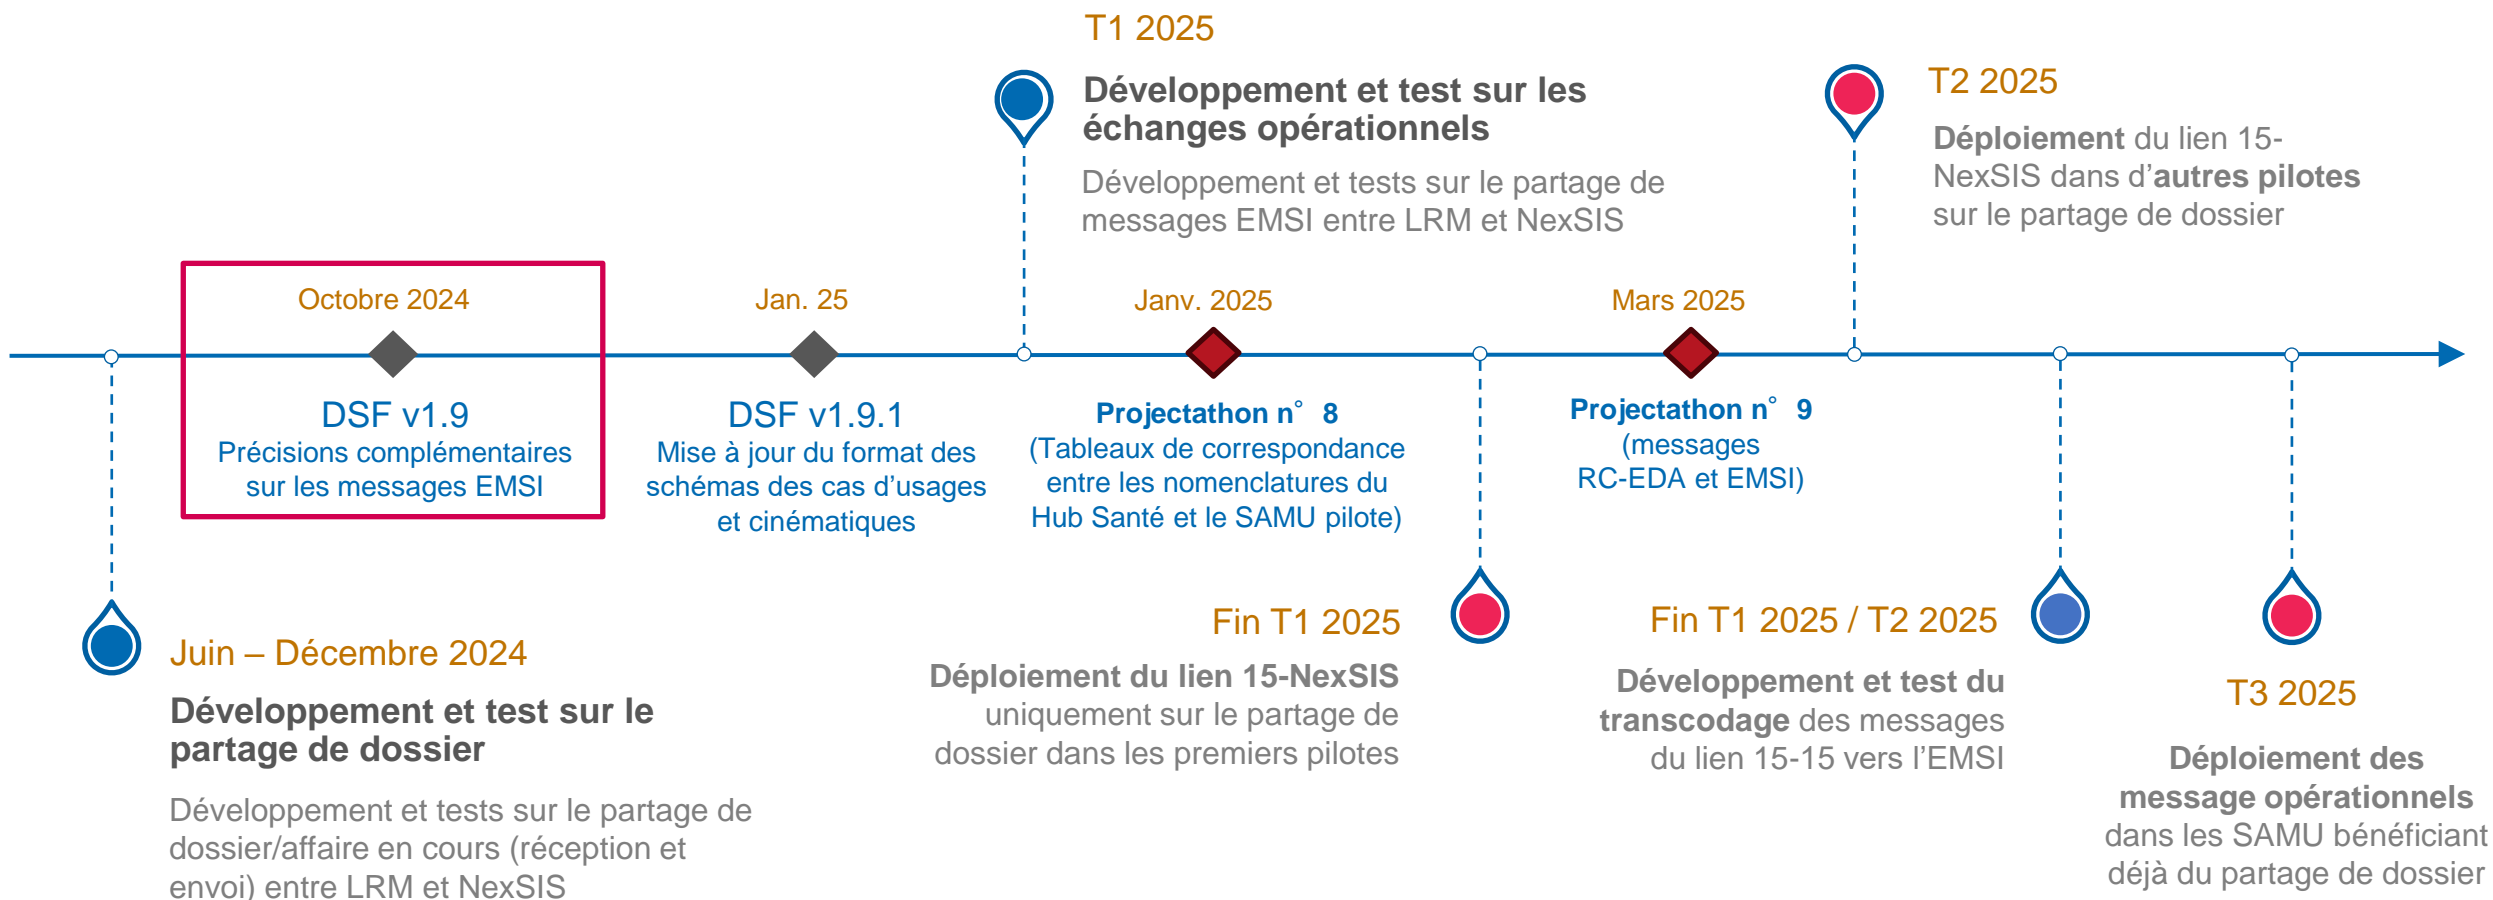 T1 2025
Développement et test sur les
échanges opérationnels
Développement et tests sur le partage de
messages EMSI entre LRM et NexSIS
T2 2025
Déploiement du lien 15-
NexSIS dans d’autres pilotes
sur le partage de dossier
Octobre 2024
DSF v1.9
Précisions complémentaires
sur les messages EMSI
Jan. 25
DSF v1.9.1
Mise à jour du format des
schémas des cas d’usages
et cinématiques
Janv. 2025
Projectathon n° 8
(Tableaux de correspondance
entre les nomenclatures du
Hub Santé et le SAMU pilote)
Mars 2025
Projectathon n° 9
(messages
RC-EDA et EMSI)
Juin – Décembre 2024
Développement et test sur le
partage de dossier
Développement et tests sur le partage de
dossier/affaire en cours (réception et
envoi) entre LRM et NexSIS
Fin T1 2025
Déploiement du lien 15-NexSIS
uniquement sur le partage de
dossier dans les premiers pilotes
Fin T1 2025 / T2 2025
Développement et test du
transcodage des messages
du lien 15-15 vers l’EMSI
T3 2025
Déploiement des
message opérationnels
dans les SAMU bénéficiant
déjà du partage de dossier